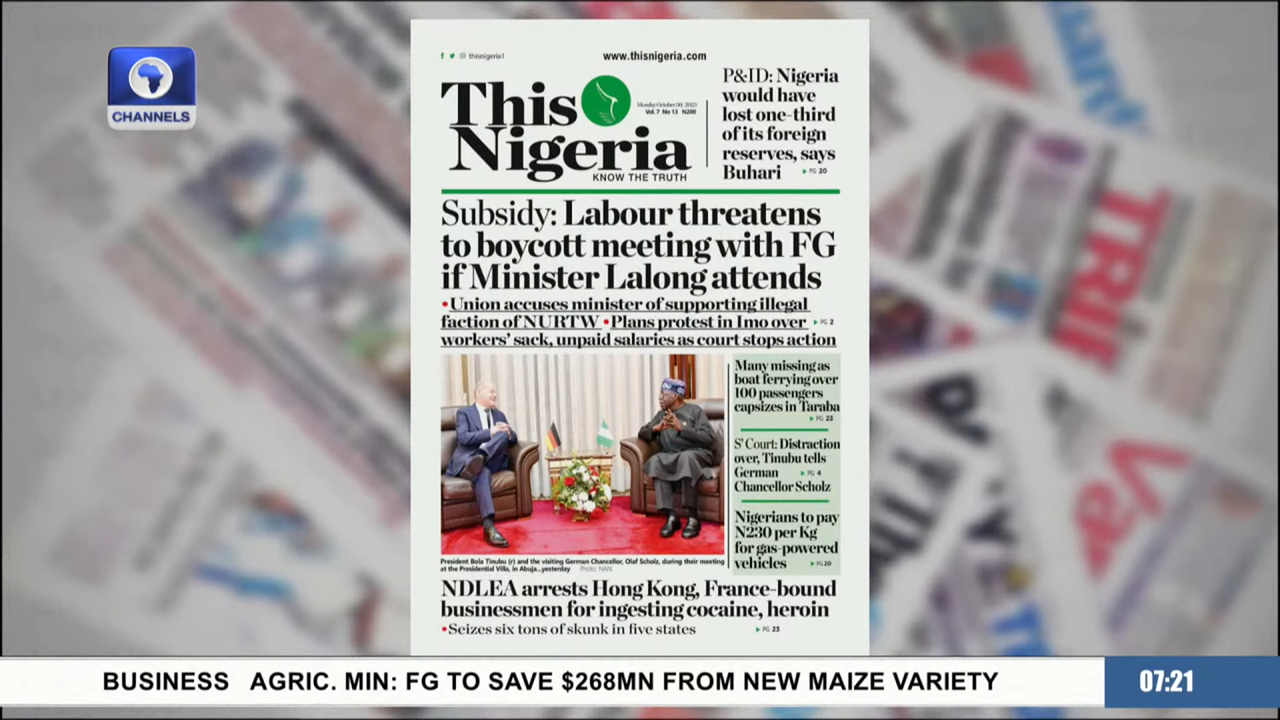 CHANNELS
thisnigeria1
www.thisnigeria.com
This
Nigeria
KNOW THE TRUTH
Monday October 30, 2023
Vol. 7 No 13 N200
P&ID: Nigeria
would have
lost one-third
of its foreign
reserves, says
Buhari PG 20
Subsidy: Labour threatens
to boycott meeting with FG
if Minister Lalong attends
•Union accuses minister of supporting illegal
faction of NURTW •Plans protest in Imo over PG 2
workers' sack, unpaid salaries as court stops action
Many missing as
boat ferrying over
100 passengers
capsizes in Taraba
PG 23
S' Court: Distraction
over, Tinubu tells
German PG 4
Chancellor Scholz
Nigerians to pay
N230 per Kg
for gas-powered
vehicles PG 20
President Bola Tinubu (r) and the visiting German Chancellor, Olaf Scholz, during their meeting
at the Presidential Villa, in Abuja...yesterday Photo: NAN
NDLEA arrests Hong Kong, France-bound
businessmen for ingesting cocaine, heroin
•Seizes six tons of skunk in five states PG 23
TRIB
Va
BUSINESS AGRIC. MIN: FG TO SAVE $268MN FROM NEW MAIZE VARIETY
07:21